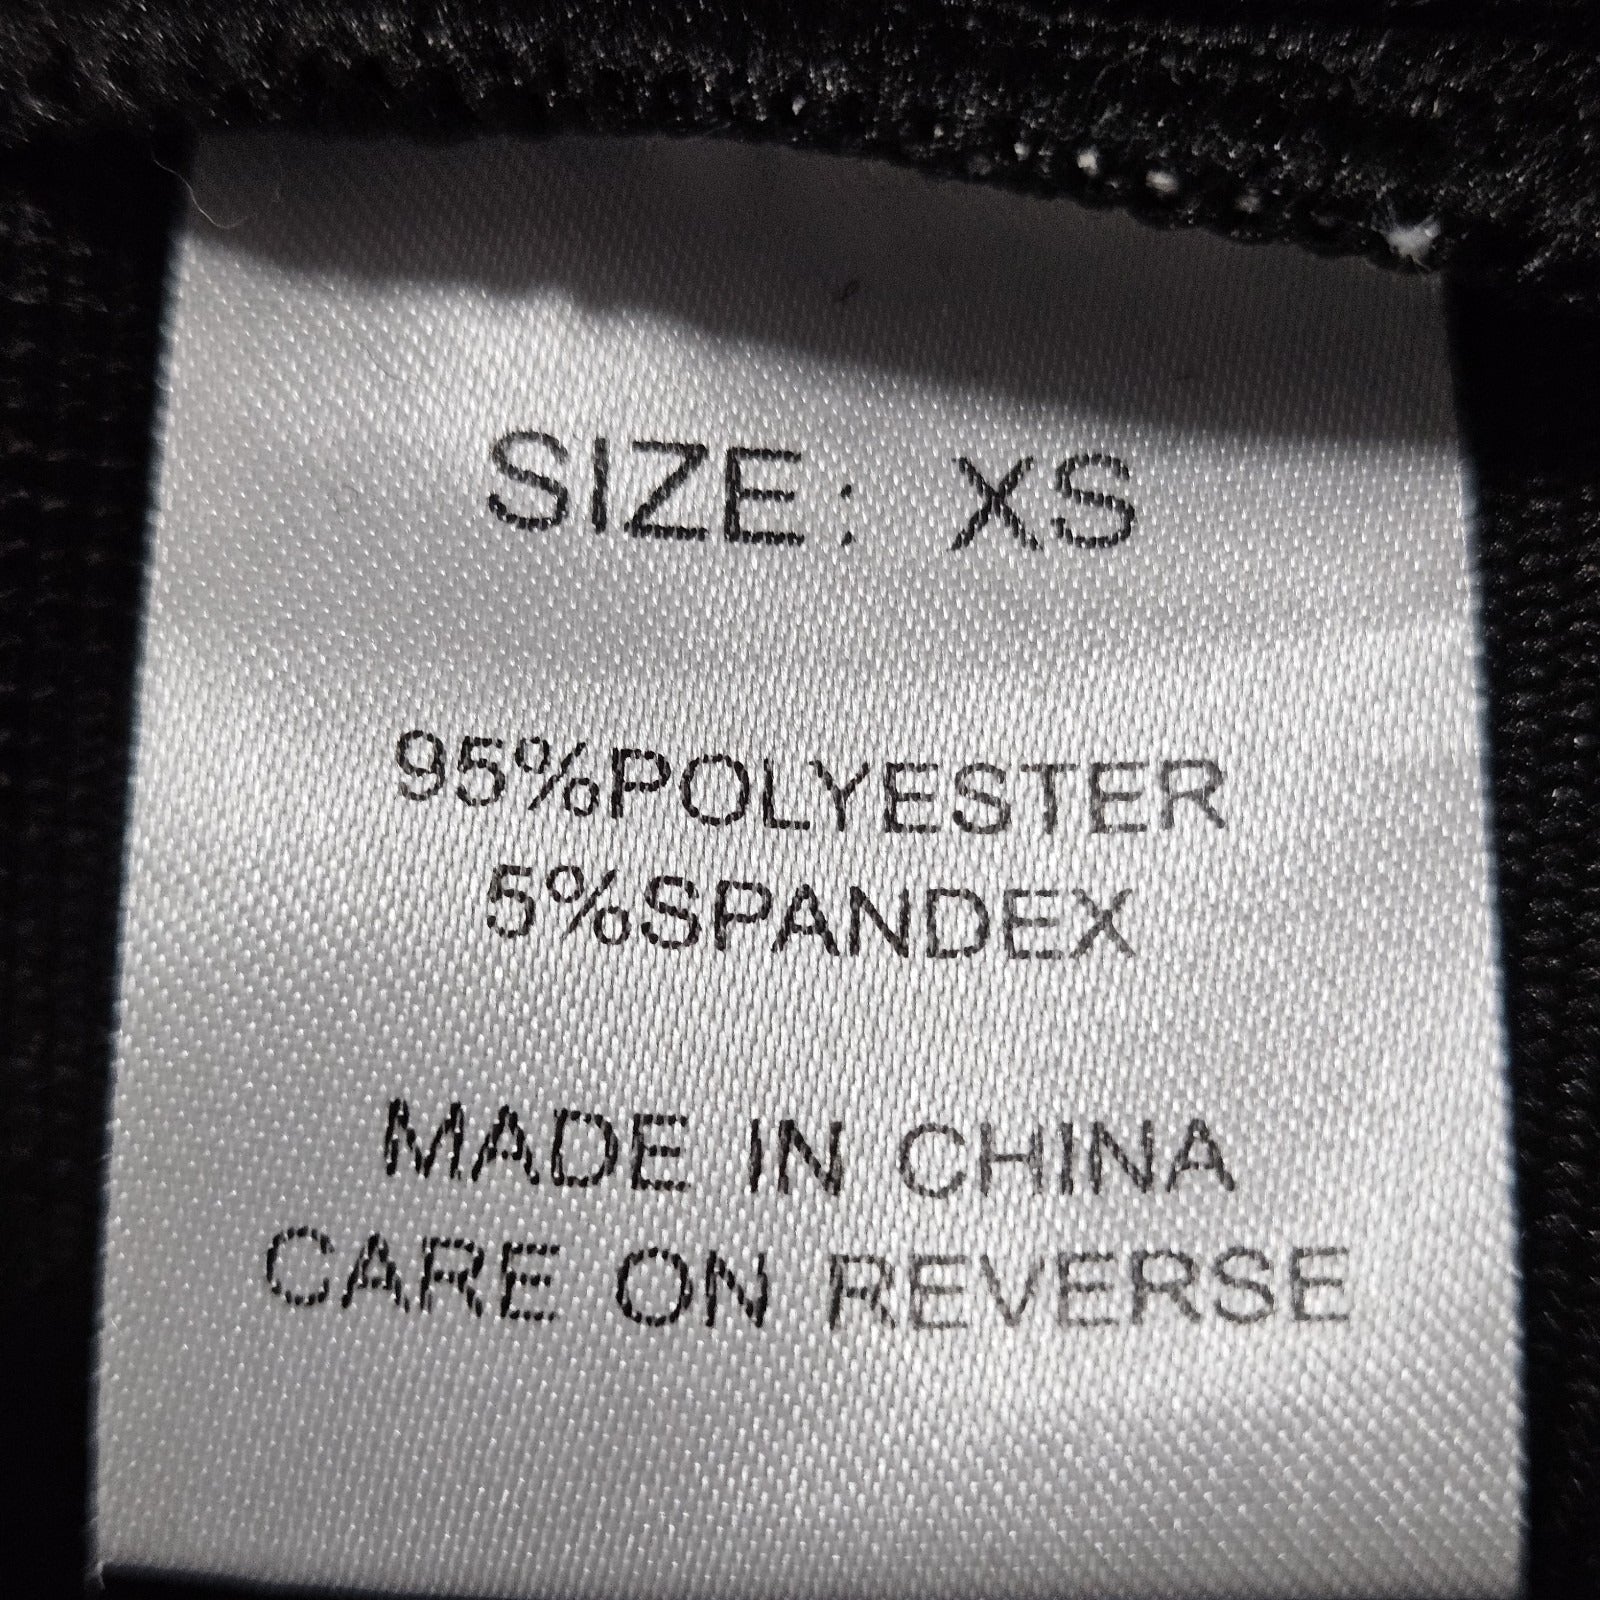 SIZE: XS
95%POLYESTER
5%SPANDEX
MADE IN CHINA
CARE ON REVERSE